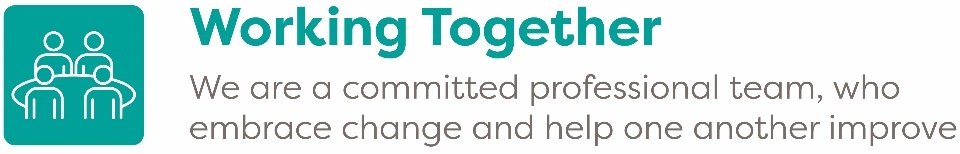 Working Together
We are a committed professional team, who
embrace change and help one another improve